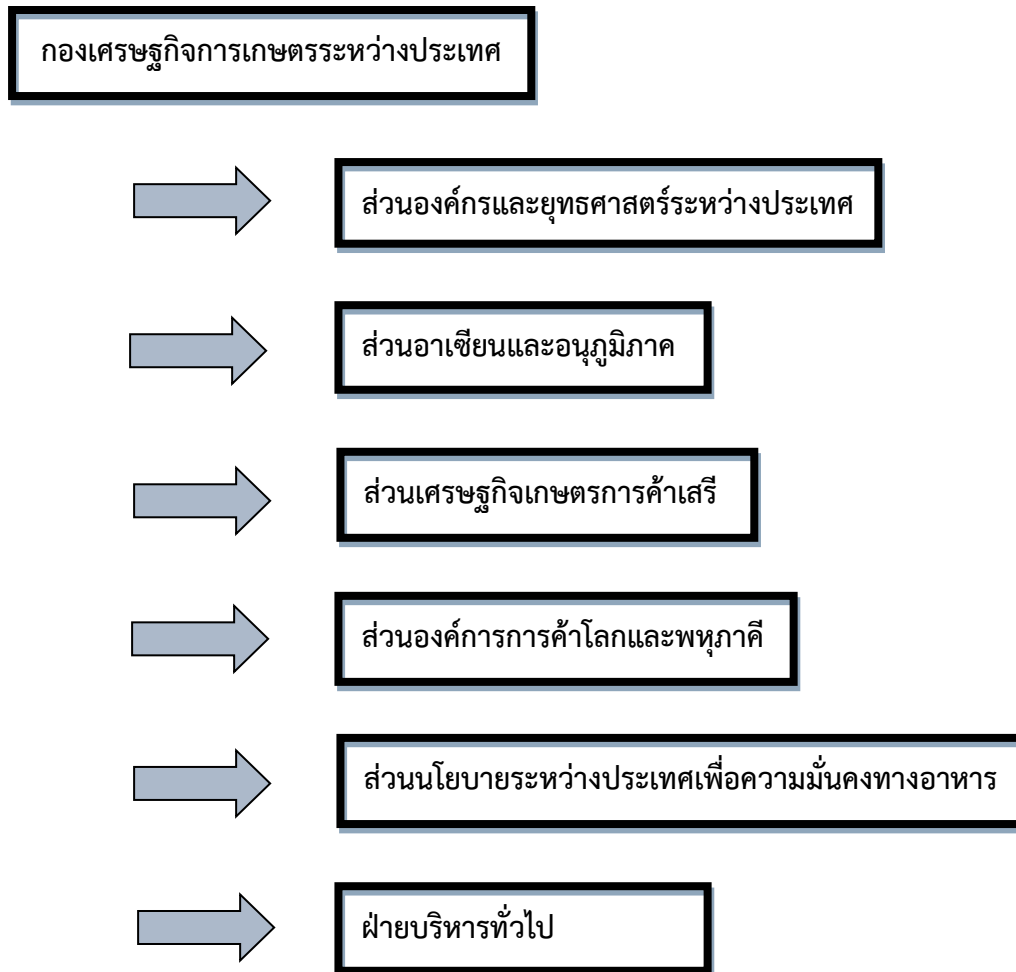 กองเศรษฐกิจการเกษตรระหว่างประเทศ
ส่วนองค์กรและยุทธศาสตร์ระหว่างประเทศ
ส่วนอาเซียนและอนุภูมิภาค
ส่วนเศรษฐกิจเกษตรการค้าเสรี
ส่วนองค์การการค้าโลกและพหุภาคี
ส่วนนโยบายระหว่างประเทศเพื่อความมั่นคงทางอาหาร
ฝ่ายบริหารทั่วไป